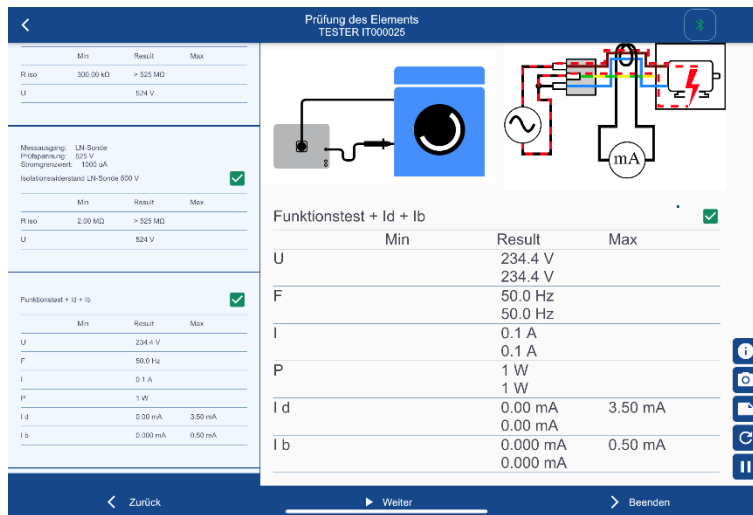 Prüfung des Elements
TESTER IT000025
Min Result Max
R iso 300.00 kΩ > 525 MΩ
U 524 V
Messausgang: LN-Sonde
Prüfspannung: 525 V
Stromgrenzwert: 1000 uA
Isolationswiderstand LN-Sonde 500 V
Min Result Max
R iso 2.00 MΩ > 525 MΩ
U 524 V
Funktionstest + Id + Ib
Min Result Max
U 234.4 V
F 50.0 Hz
I 0.1 A
P 1 W
I d 0.00 mA 3.50 mA
I b 0.000 mA 0.50 mA
mA
Funktionstest + Id + Ib
Min Result Max
U 234.4 V
234.4 V
F 50.0 Hz
50.0 Hz
I 0.1 A
0.1 A
P 1 W
1 W
I d 0.00 mA 3.50 mA
0.00 mA
I b 0.000 mA 0.50 mA
0.000 mA
Zurück Weiter Beenden